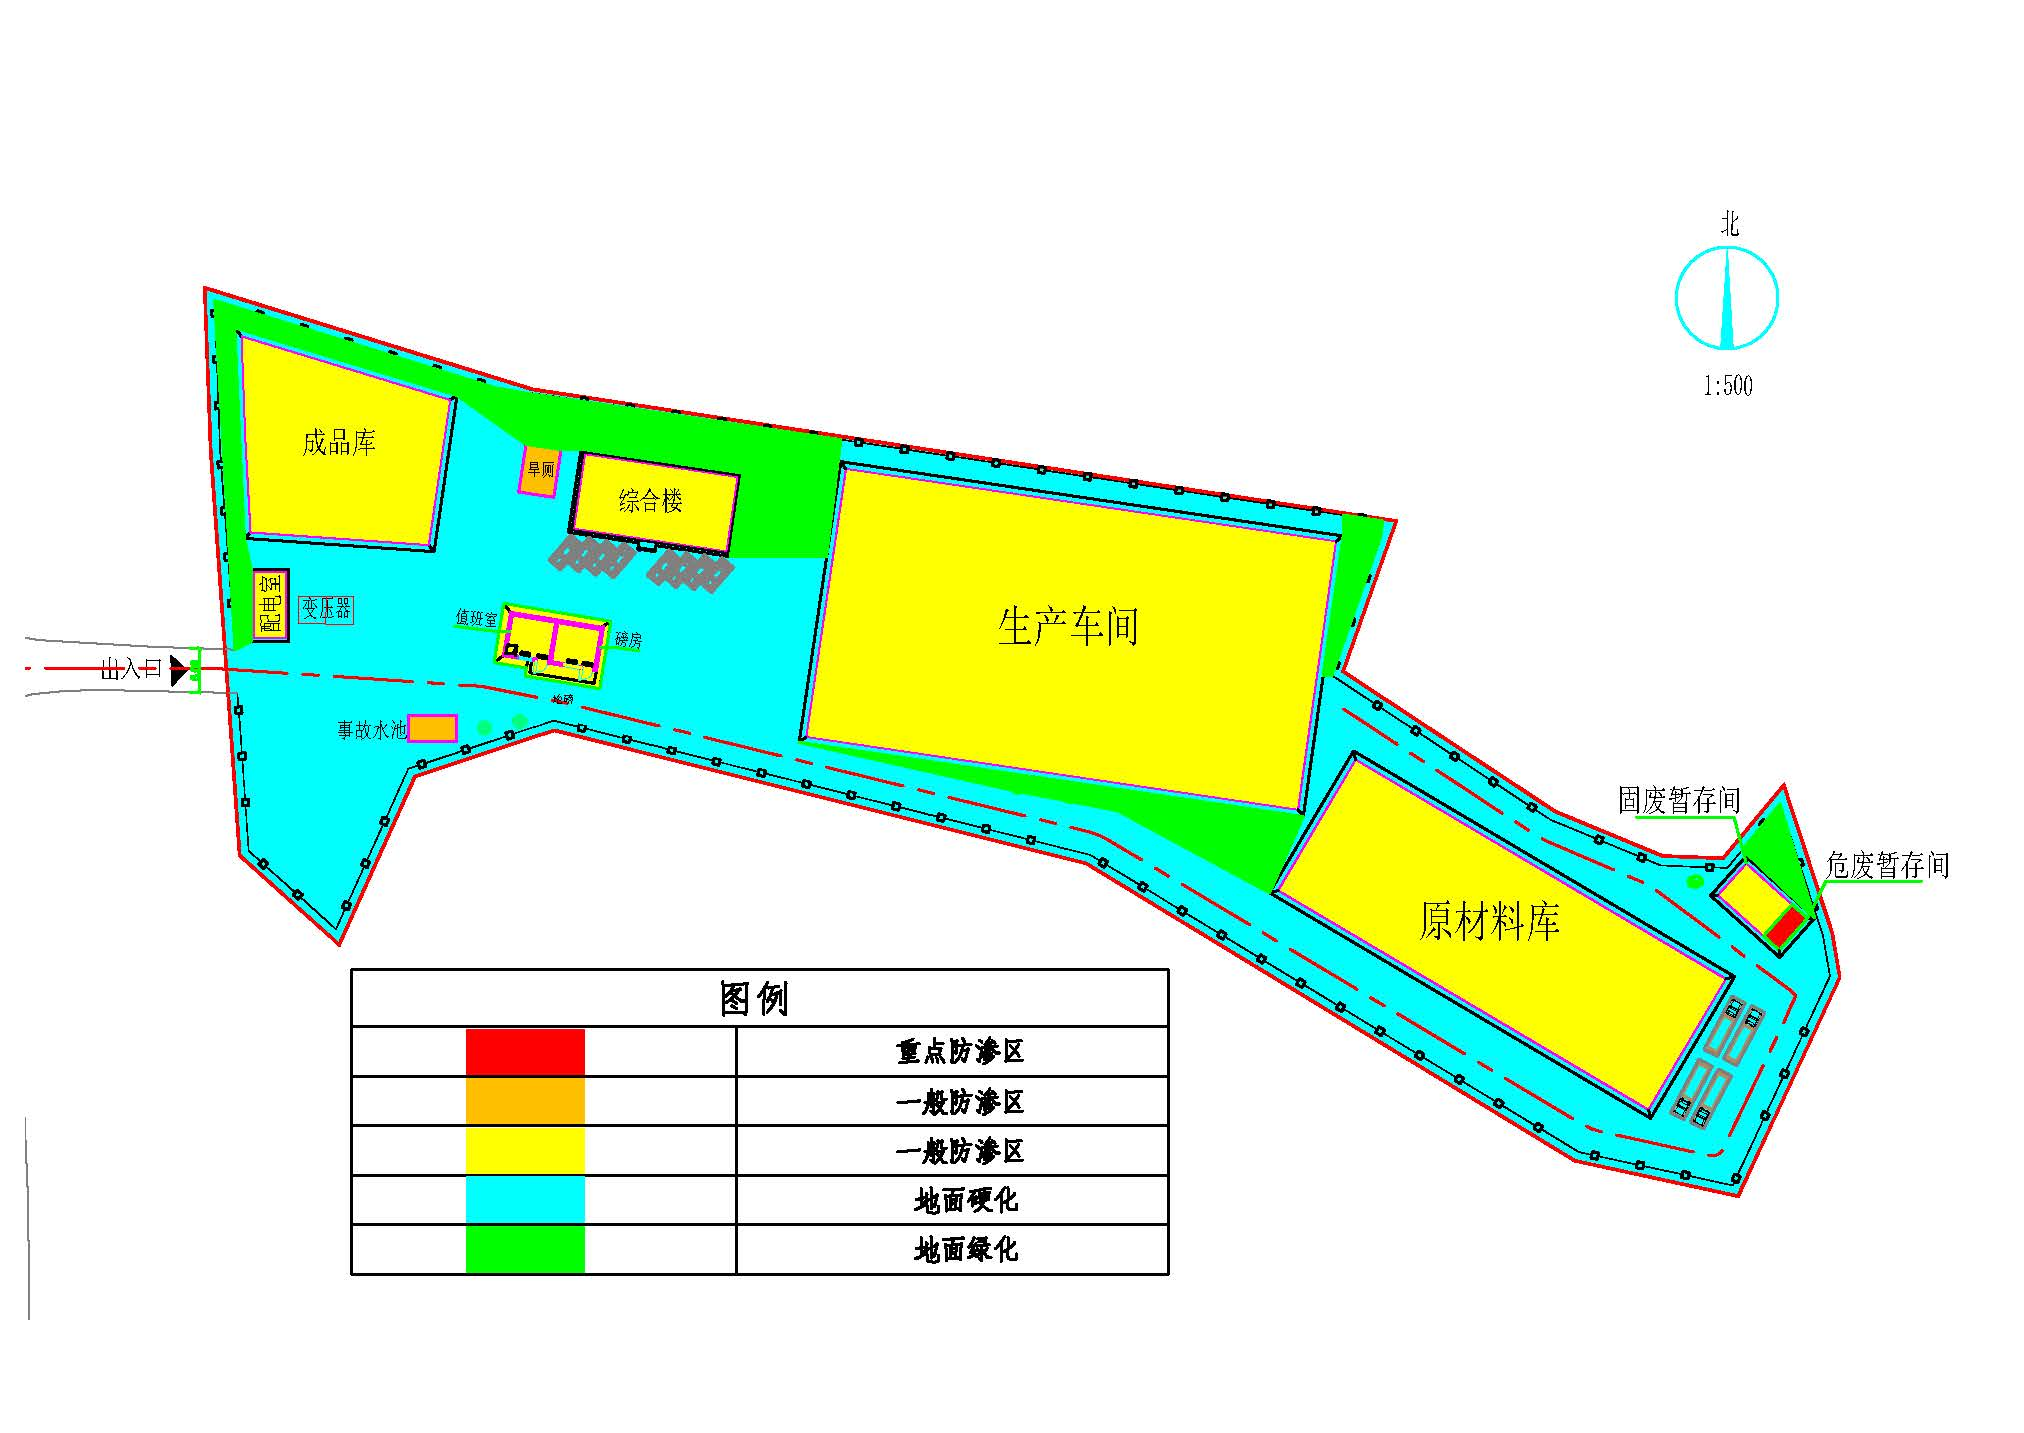 北
1:500
成品库
旱厕
综合楼
配电室
变压器
值班室
磅房
生产车间
出入口
事故水池
固废暂存间
危废暂存间
原材料库
图例
重点防渗区
一般防渗区
一般防渗区
地面硬化
地面绿化